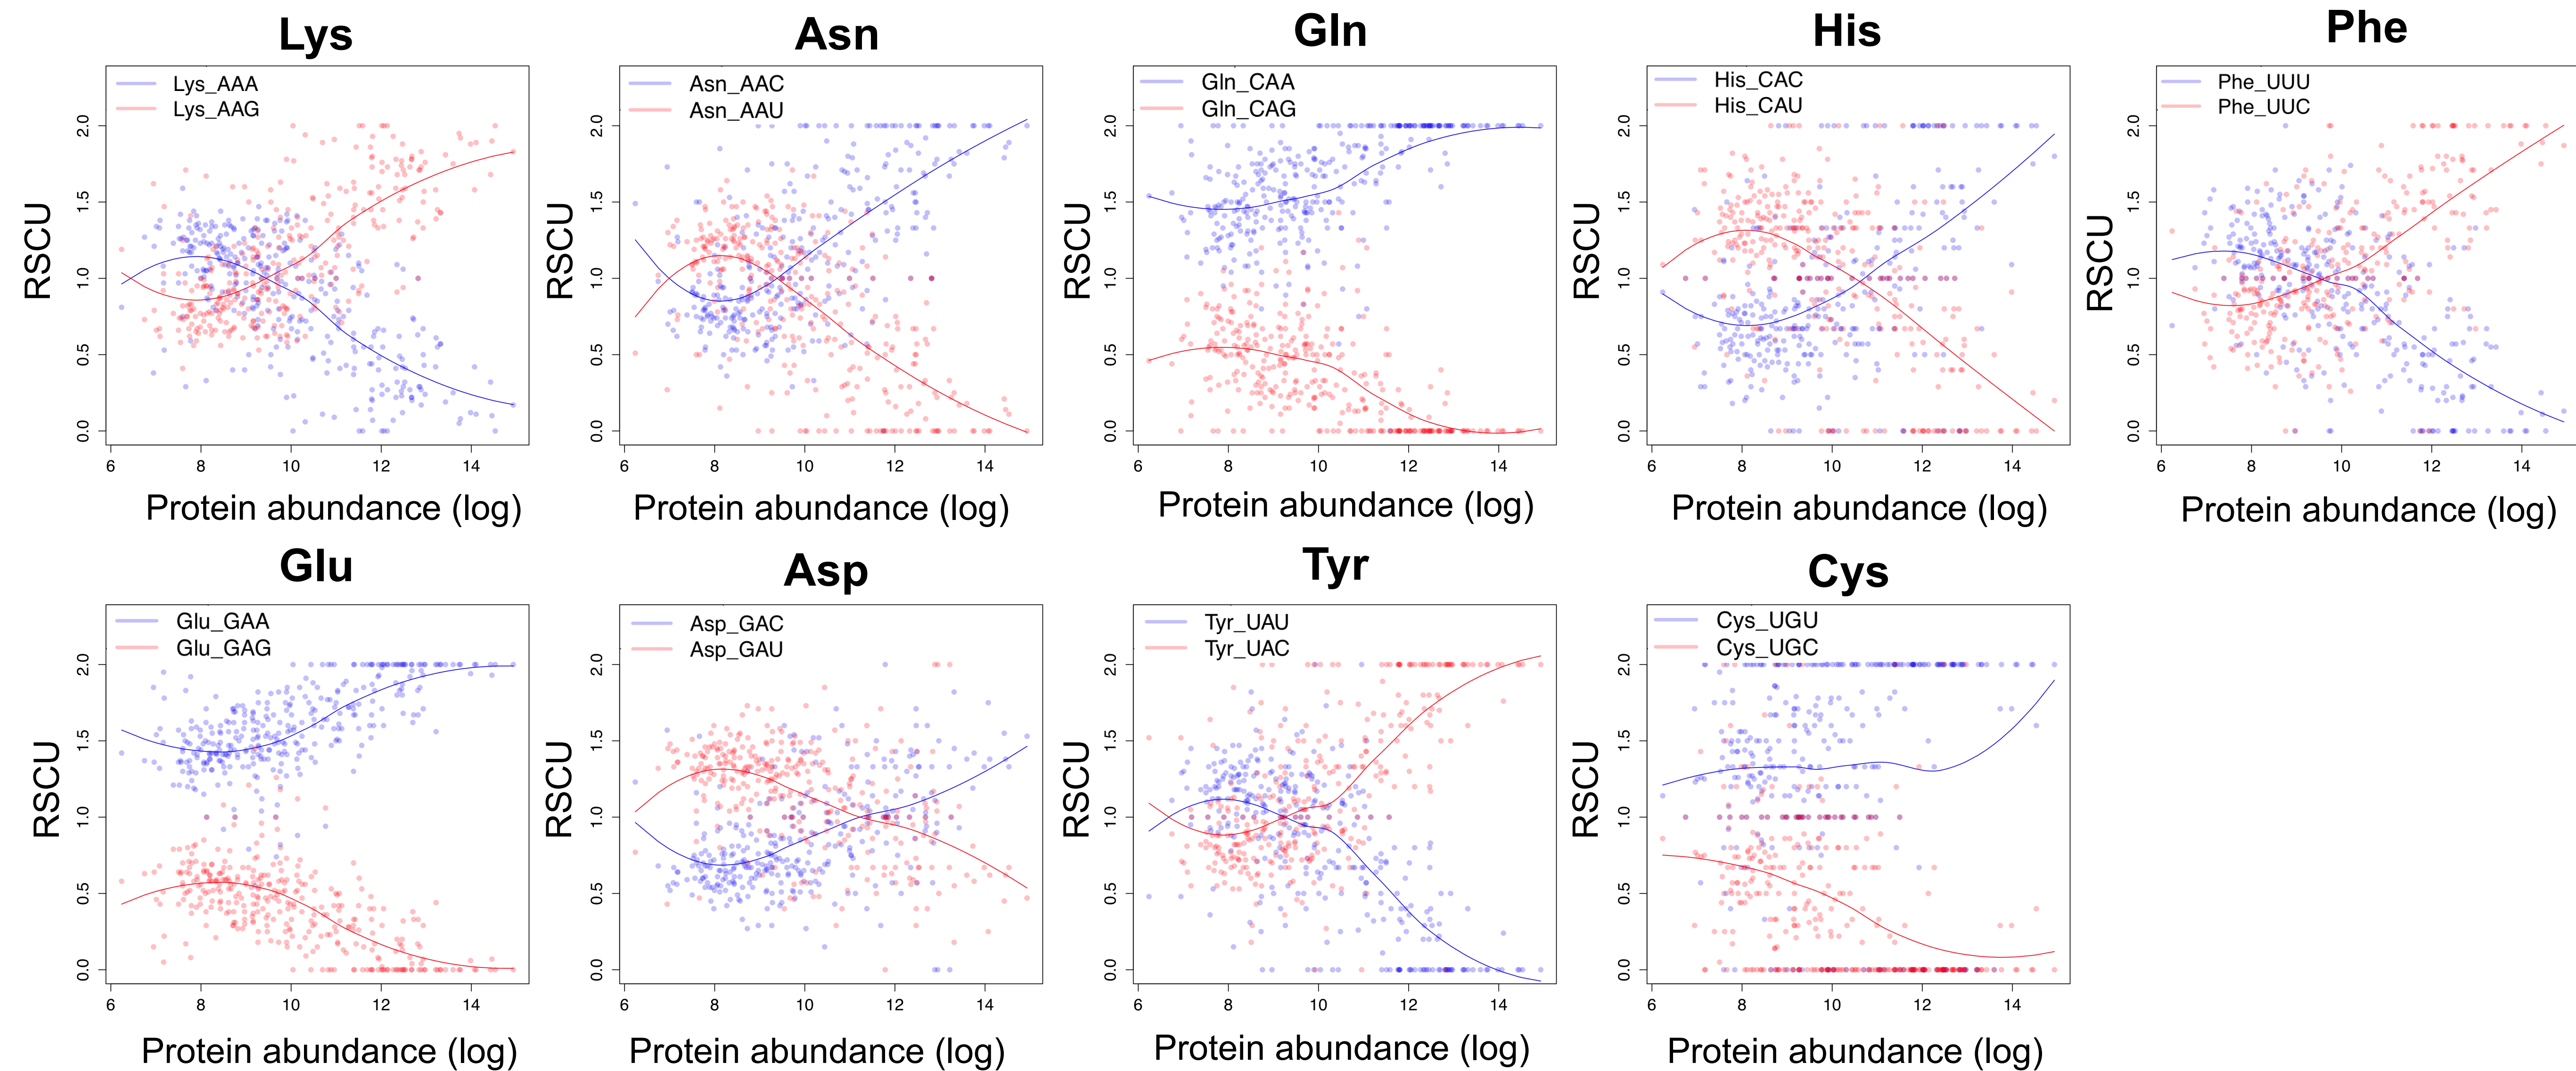 Lys
Asn
Gln
His
Phe
Lys_AAA
Lys_AAG
Asn_AAC
Asn_AAU
Gln_CAA
Gln_CAG
His_CAC
His_CAU
Phe_UUU
Phe_UUC
RSCU
0.0 0.5 1.0 1.5 2.0
RSCU
0.0 0.5 1.0 1.5 2.0
RSCU
0.0 0.5 1.0 1.5 2.0
RSCU
0.0 0.5 1.0 1.5 2.0
RSCU
0.0 0.5 1.0 1.5 2.0
6 8 10 12 14
6 8 10 12 14
6 8 10 12 14
6 8 10 12 14
6 8 10 12 14
Protein abundance (log)
Protein abundance (log)
Protein abundance (log)
Protein abundance (log)
Protein abundance (log)
Glu
Asp
Tyr
Cys
Glu_GAA
Glu_GAG
Asp_GAC
Asp_GAU
Tyr_UAU
Tyr_UAC
Cys_UGU
Cys_UGC
RSCU
0.0 0.5 1.0 1.5 2.0
RSCU
0.0 0.5 1.0 1.5 2.0
RSCU
0.0 0.5 1.0 1.5 2.0
RSCU
0.0 0.5 1.0 1.5 2.0
6 8 10 12 14
6 8 10 12 14
6 8 10 12 14
6 8 10 12 14
Protein abundance (log)
Protein abundance (log)
Protein abundance (log)
Protein abundance (log)